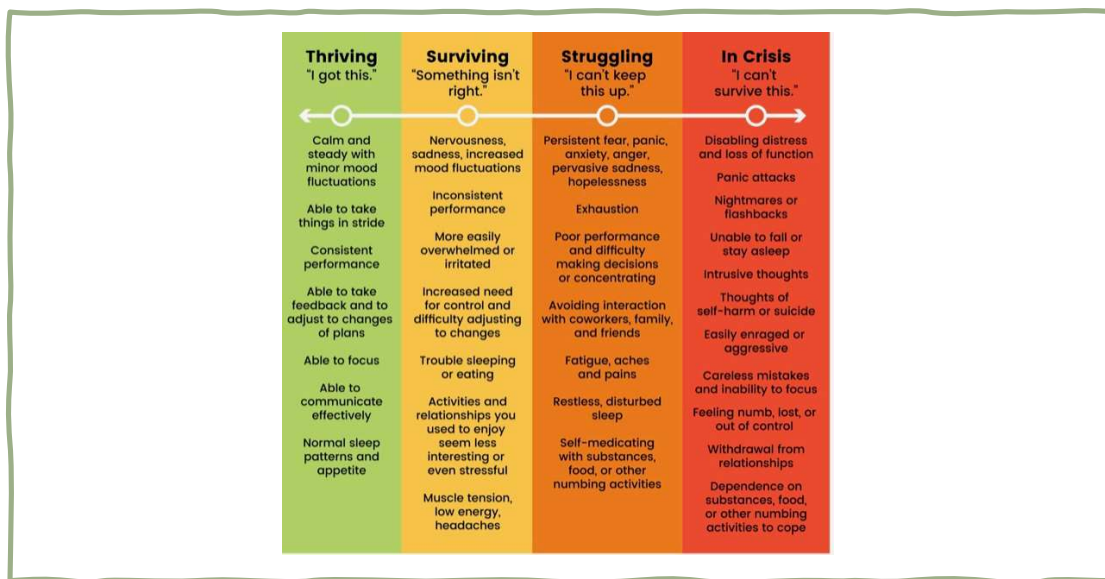 Thriving
"I got this."
Calm and
steady with
minor mood
fluctuations
Able to take
things in stride
Consistent
performance
Able to take
feedback and to
adjust to changes
of plans
Able to focus
Able to
communicate
effectively
Normal sleep
patterns and
appetite
Surviving
"Something isn't
right."
Nervousness,
sadness, increased
mood fluctuations
Inconsistent
performance
More easily
overwhelmed or
irritated
Increased need
for control and
difficulty adjusting
to changes
Trouble sleeping
or eating
Activities and
relationships you
used to enjoy
seem less
interesting or
even stressful
Muscle tension,
low energy,
headaches
Struggling
"I can't keep
this up."
Persistent fear, panic,
anxiety, anger,
pervasive sadness,
hopelessness
Exhaustion
Poor performance
and difficulty
making decisions
or concentrating
Avoiding interaction
with coworkers, family,
and friends
Fatigue, aches
and pains
Restless, disturbed
sleep
Self-medicating
with substances,
food, or other
numbing activities
In Crisis
"I can't
survive this."
Disabling distress
and loss of function
Panic attacks
Nightmares or
flashbacks
Unable to fall or
stay asleep
Intrusive thoughts
Thoughts of
self-harm or suicide
Easily enraged or
aggressive
Careless mistakes
and inability to focus
Feeling numb, lost, or
out of control
Withdrawal from
relationships
Dependence on
substances, food,
or other numbing
activities to cope